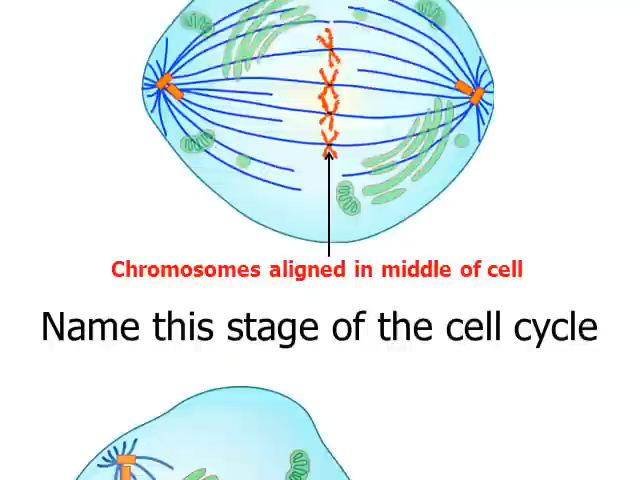 Chromosomes aligned in middle of cell
Name this stage of the cell cycle